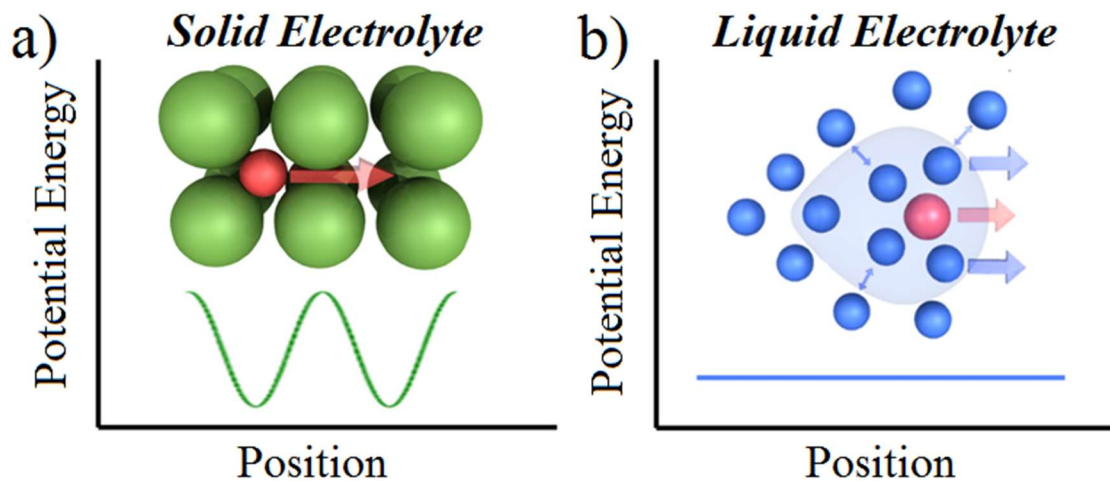 a) Solid Electrolyte
Potential Energy
Position
b) Liquid Electrolyte
Potential Energy
Position